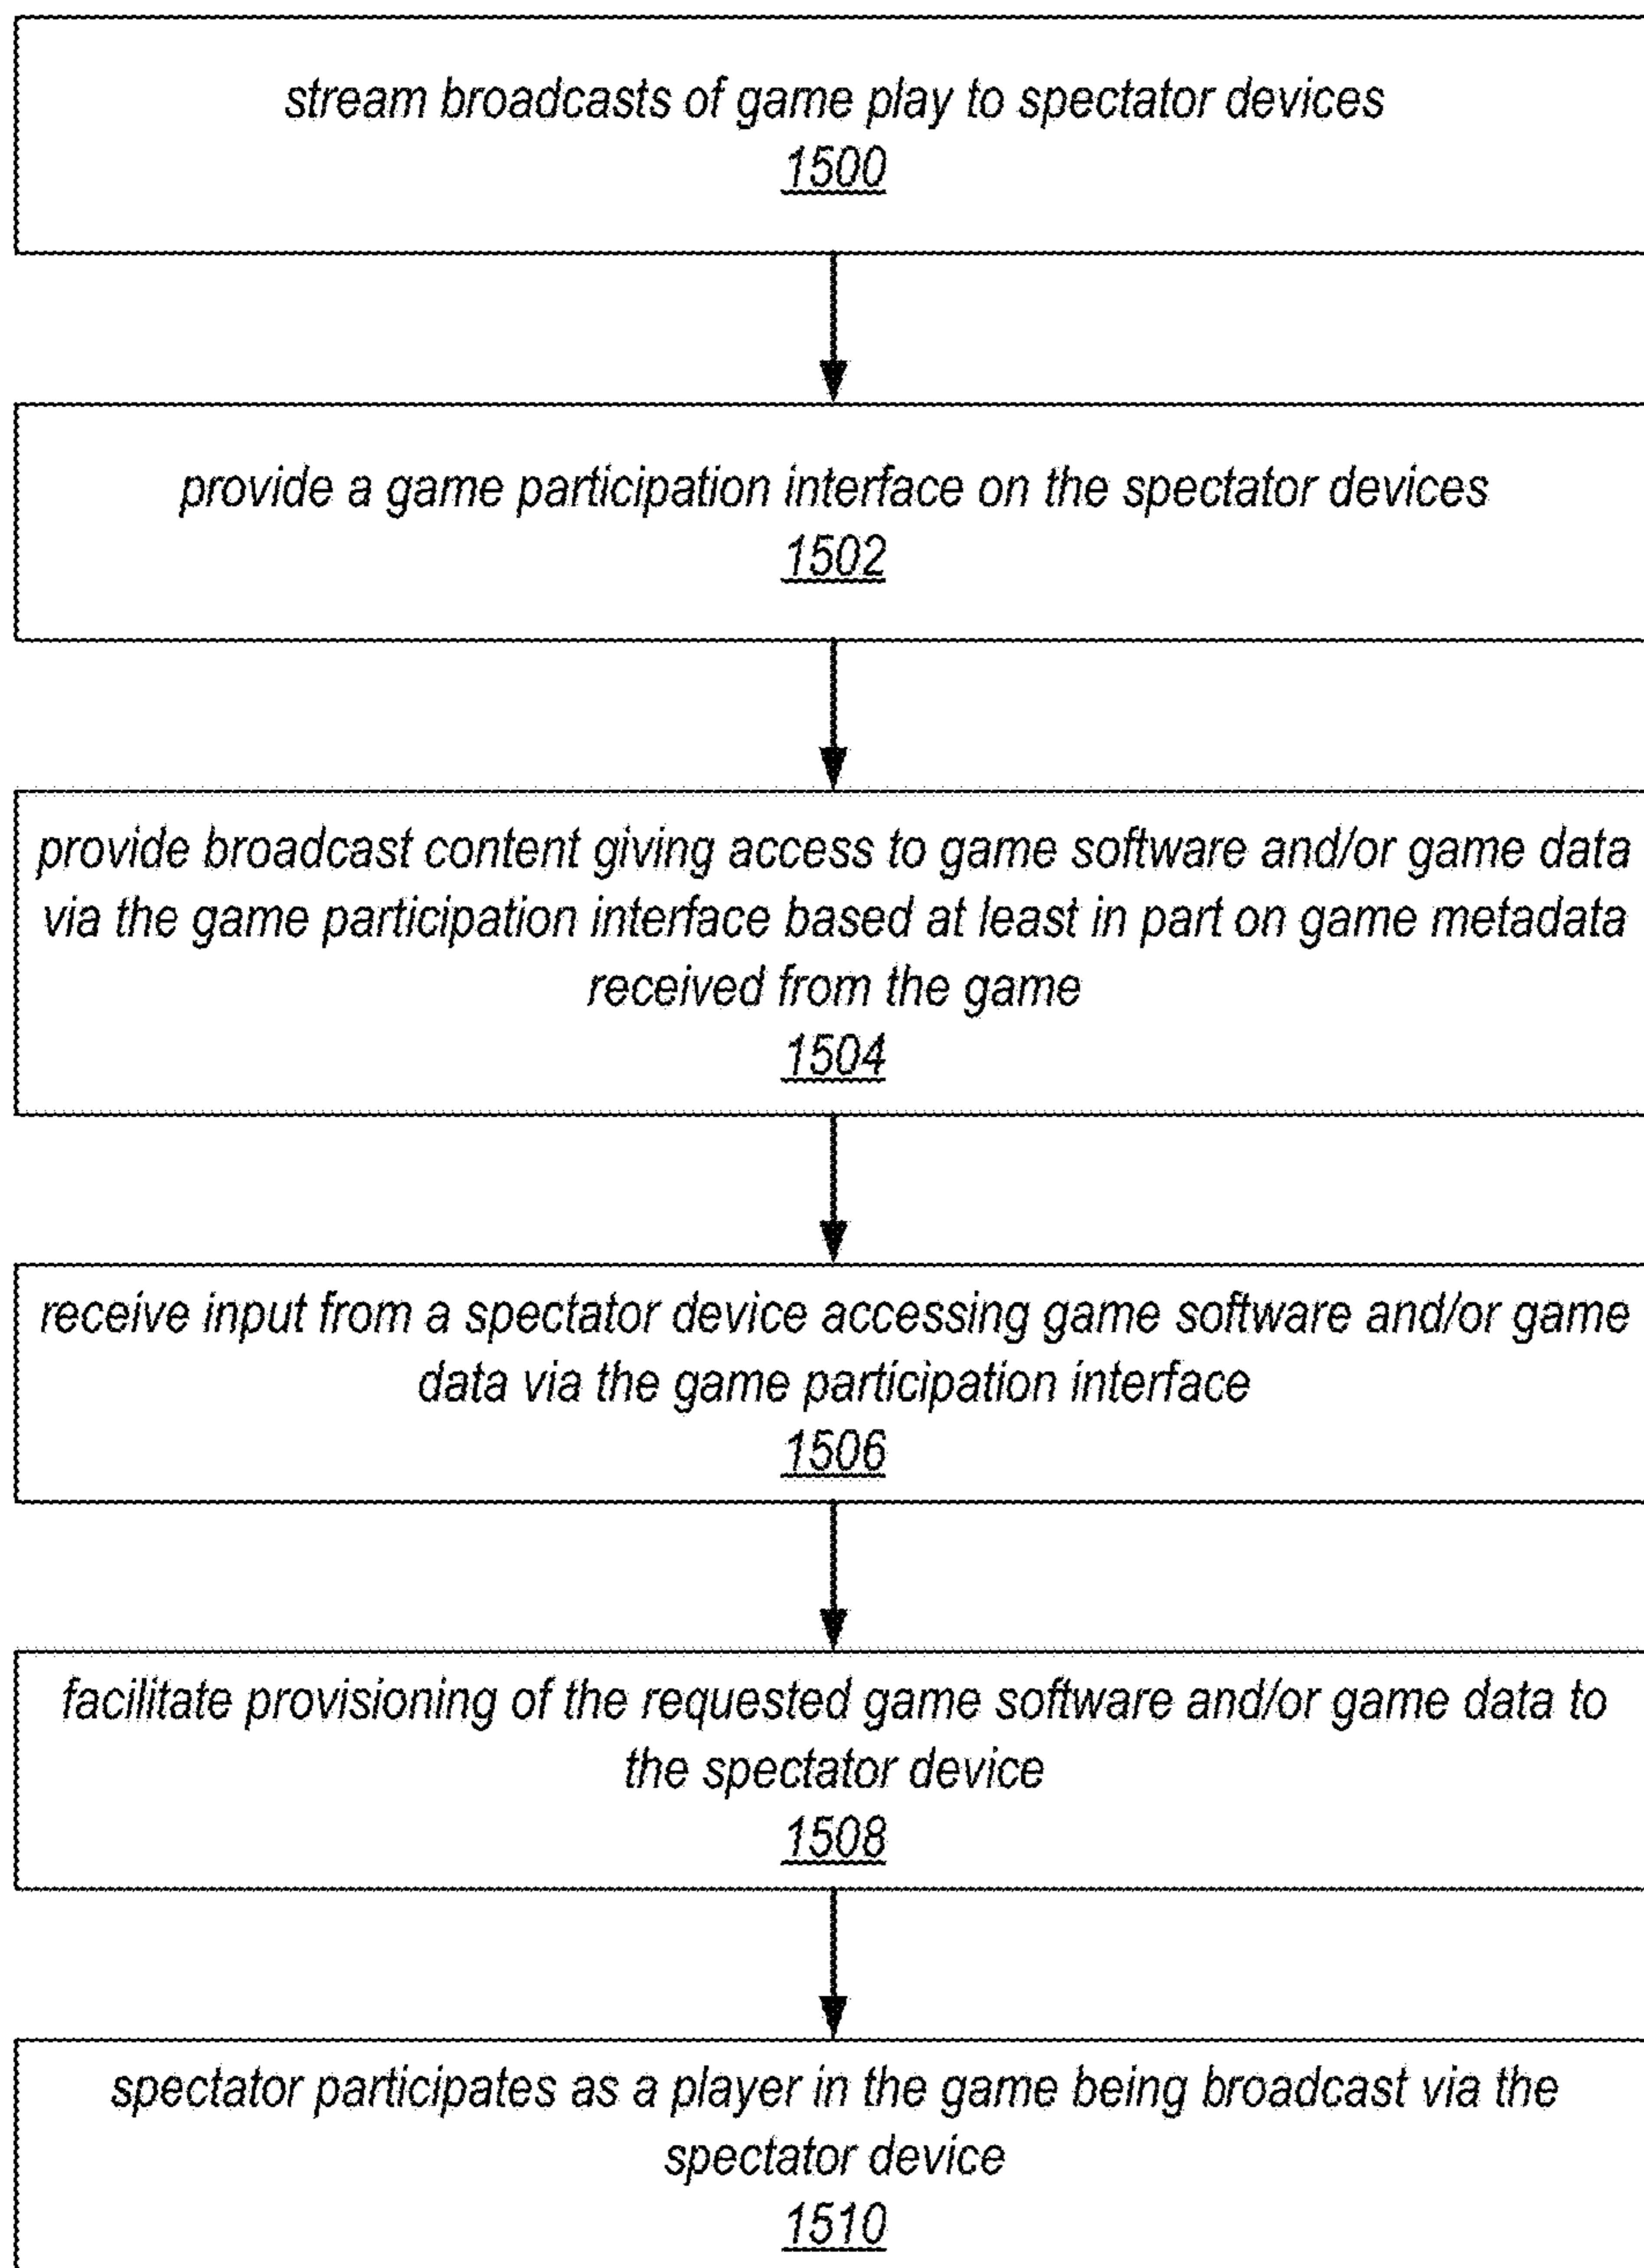 stream broadcasts of game play to spectator devices
1500
provide a game participation interface on the spectator devices
1502
provide broadcast content giving access to game software and/or game data
via the game participation interface based at least in part on game metadata
received from the game
1504
receive input from a spectator device accessing game software and/or game
data via the game participation interface
1506
facilitate provisioning of the requested game software and/or game data to
the spectator device
1508
spectator participates as a player in the game being broadcast via the
spectator device
1510